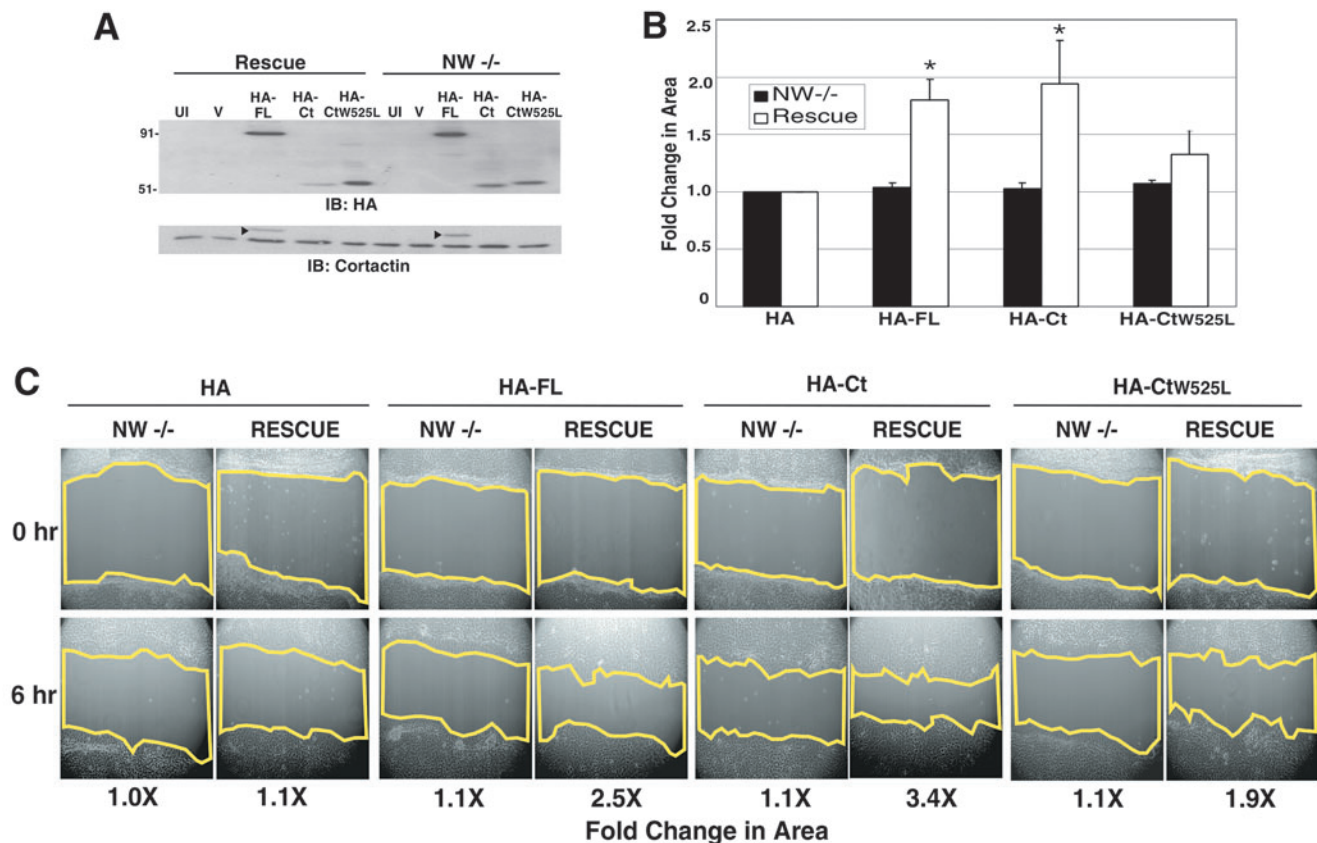 A
Rescue NW -/-
UI V HA-FL HA-Ct HA-CtW525L UI V HA-FL HA-Ct HA-CtW525L
91-
51-
IB: HA
IB: Cortactin
B
Fold Change in Area
2.5
2.0
1.5
1.0
0.5
0
NW-/-
Rescue
* *
HA HA-FL HA-Ct HA-CtW525L
C
HA HA-FL HA-Ct HA-CtW525L
NW -/- RESCUE NW -/- RESCUE NW -/- RESCUE NW -/- RESCUE
0 hr
6 hr
1.0X 1.1X 1.1X 2.5X 1.1X 3.4X 1.1X 1.9X
Fold Change in Area